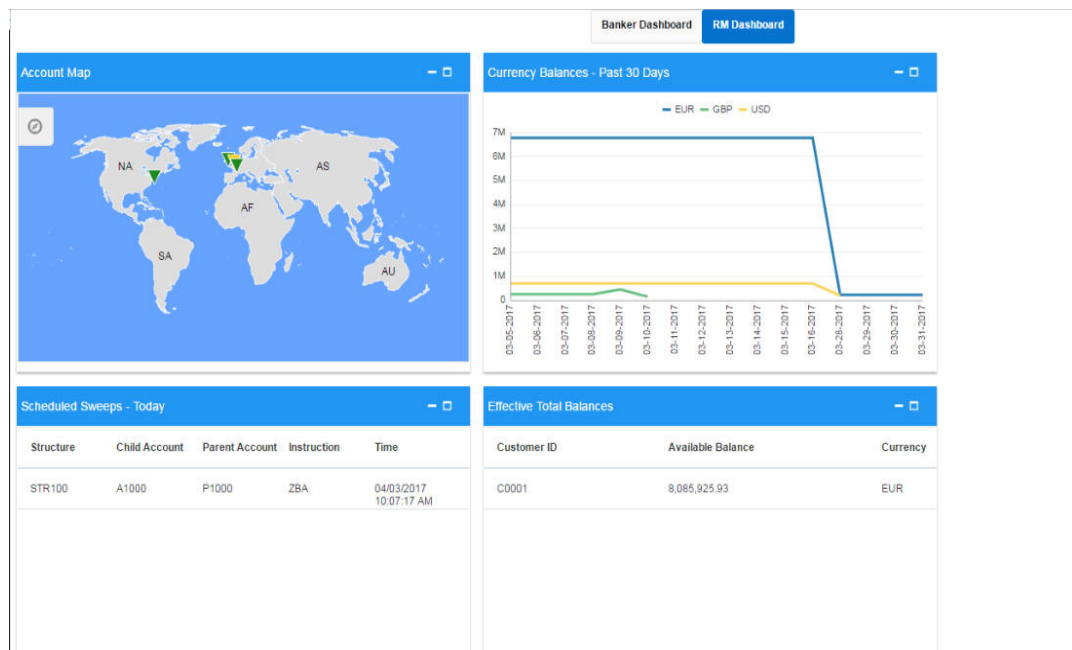 Banker Dashboard RM Dashboard
Account Map
NA
AS
AF
SA
AU
Currency Balances - Past 30 Days
EUR GBP USD
7M
6M
5M
4M
3M
2M
1M
0
03-05-2017
03-06-2017
03-07-2017
03-08-2017
03-09-2017
03-10-2017
03-11-2017
03-12-2017
03-13-2017
03-14-2017
03-15-2017
03-16-2017
03-28-2017
03-29-2017
03-30-2017
03-31-2017
Scheduled Sweeps - Today
Structure Child Account Parent Account Instruction Time
STR100 A1000 P1000 ZBA 04/03/2017
10:07:17 AM
Effective Total Balances
Customer ID Available Balance Currency
C0001 8,085,925.93 EUR